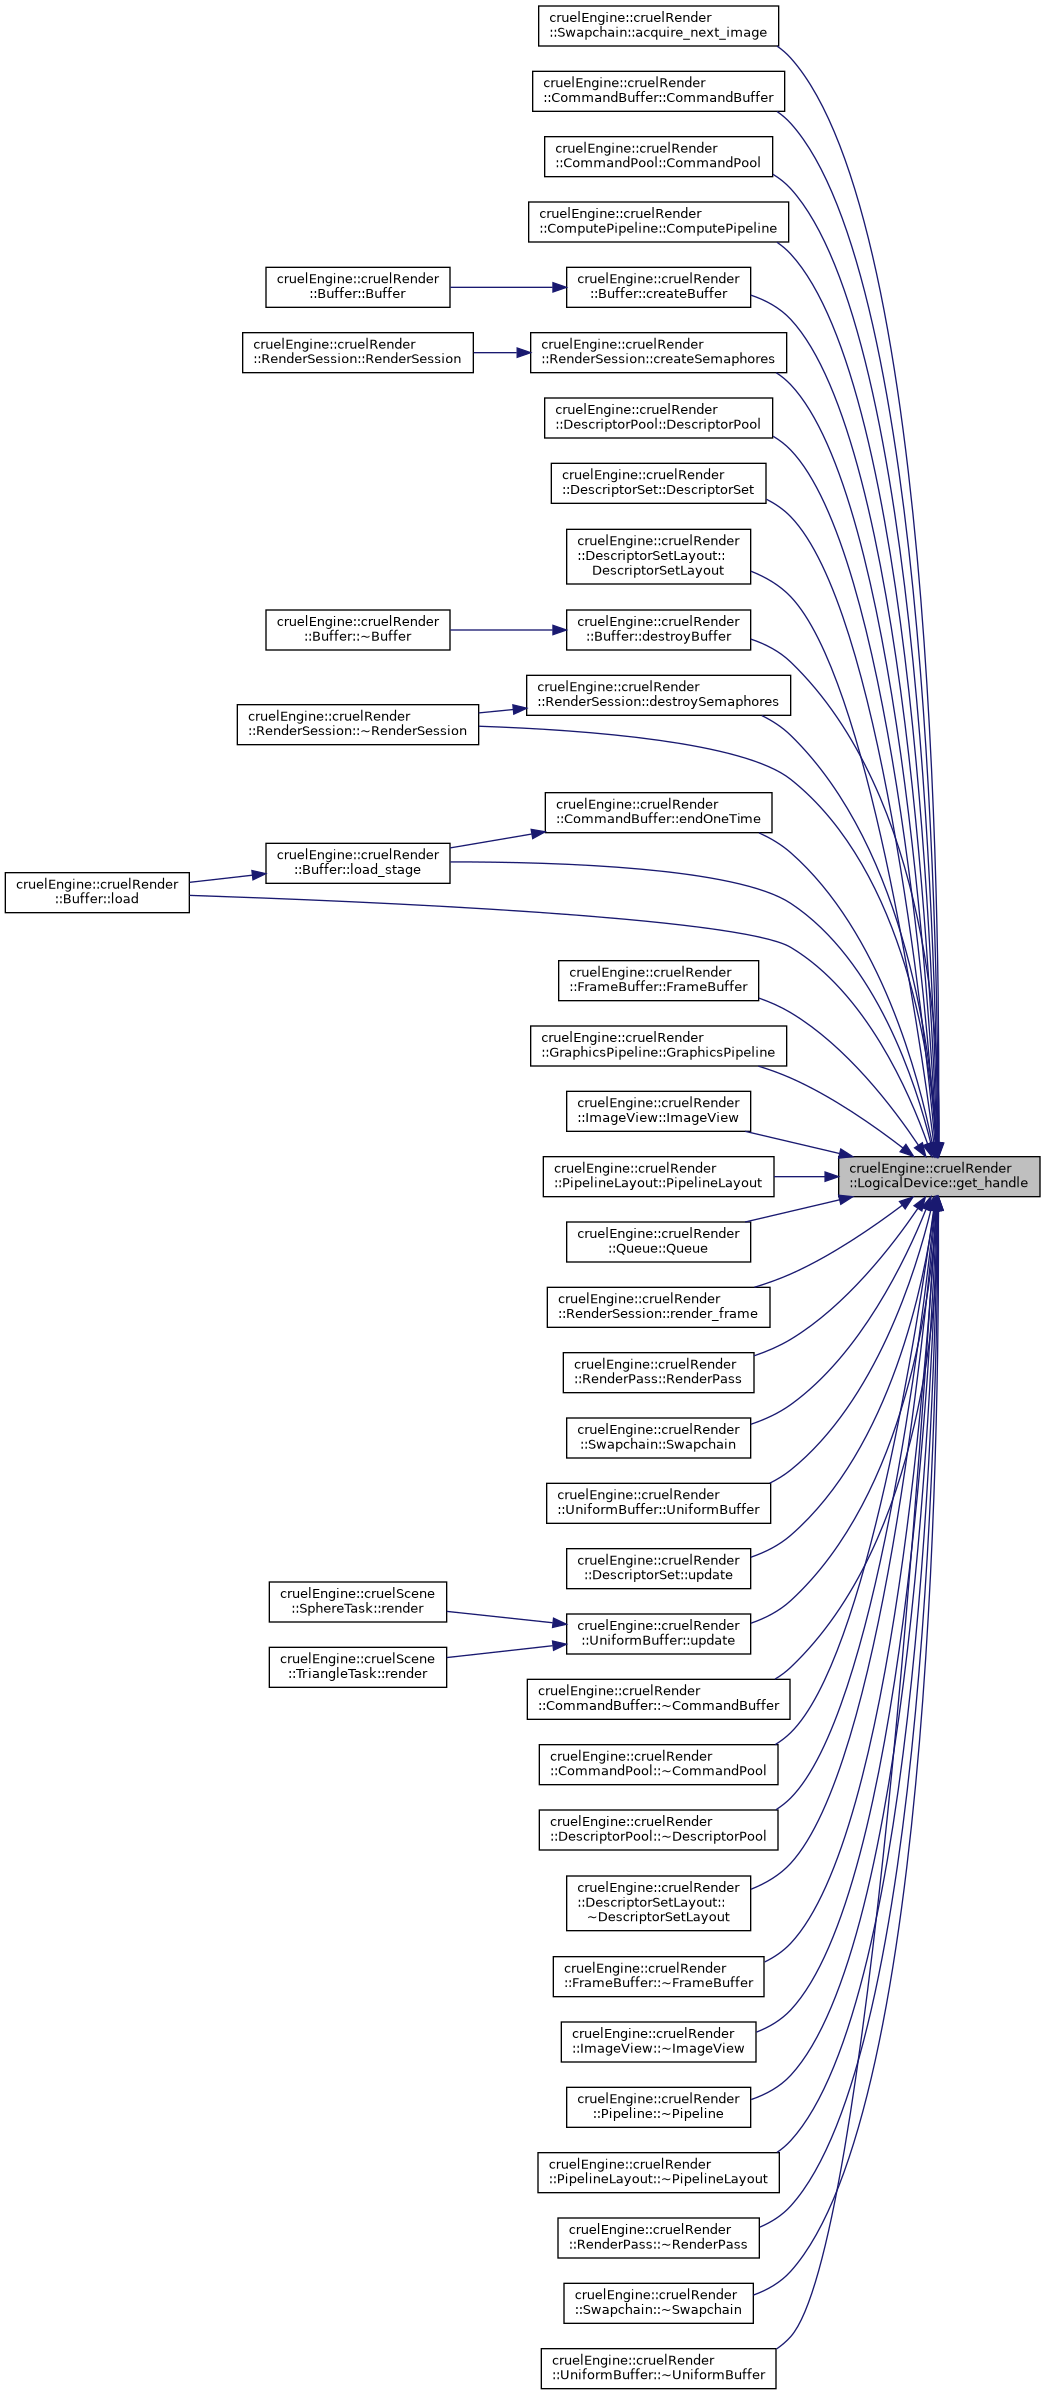 cruelEngine::cruelRender
::Swapchain::acquire_next_image
cruelEngine::cruelRender
::CommandBuffer::CommandBuffer
cruelEngine::cruelRender
::CommandPool::CommandPool
cruelEngine::cruelRender
::ComputePipeline::ComputePipeline
cruelEngine::cruelRender
::Buffer::Buffer
cruelEngine::cruelRender
::Buffer::createBuffer
cruelEngine::cruelRender
::RenderSession::RenderSession
cruelEngine::cruelRender
::RenderSession::createSemaphores
cruelEngine::cruelRender
::DescriptorPool::DescriptorPool
cruelEngine::cruelRender
::DescriptorSet::DescriptorSet
cruelEngine::cruelRender
::DescriptorSetLayout::
DescriptorSetLayout
cruelEngine::cruelRender
::Buffer::~Buffer
cruelEngine::cruelRender
::Buffer::destroyBuffer
cruelEngine::cruelRender
::RenderSession::destroySemaphores
cruelEngine::cruelRender
::RenderSession::~RenderSession
cruelEngine::cruelRender
::CommandBuffer::endOneTime
cruelEngine::cruelRender
::Buffer::load_stage
cruelEngine::cruelRender
::Buffer::load
cruelEngine::cruelRender
::FrameBuffer::FrameBuffer
cruelEngine::cruelRender
::GraphicsPipeline::GraphicsPipeline
cruelEngine::cruelRender
::ImageView::ImageView
cruelEngine::cruelRender
::PipelineLayout::PipelineLayout
cruelEngine::cruelRender
::LogicalDevice::get_handle
cruelEngine::cruelRender
::Queue::Queue
cruelEngine::cruelRender
::RenderSession::render_frame
cruelEngine::cruelRender
::RenderPass::RenderPass
cruelEngine::cruelRender
::Swapchain::Swapchain
cruelEngine::cruelRender
::UniformBuffer::UniformBuffer
cruelEngine::cruelRender
::DescriptorSet::update
cruelEngine::cruelScene
::SphereTask::render
cruelEngine::cruelRender
::UniformBuffer::update
cruelEngine::cruelScene
::TriangleTask::render
cruelEngine::cruelRender
::CommandBuffer::~CommandBuffer
cruelEngine::cruelRender
::CommandPool::~CommandPool
cruelEngine::cruelRender
::DescriptorPool::~DescriptorPool
cruelEngine::cruelRender
::DescriptorSetLayout::
~DescriptorSetLayout
cruelEngine::cruelRender
::FrameBuffer::~FrameBuffer
cruelEngine::cruelRender
::ImageView::~ImageView
cruelEngine::cruelRender
::Pipeline::~Pipeline
cruelEngine::cruelRender
::PipelineLayout::~PipelineLayout
cruelEngine::cruelRender
::RenderPass::~RenderPass
cruelEngine::cruelRender
::Swapchain::~Swapchain
cruelEngine::cruelRender
::UniformBuffer::~UniformBuffer